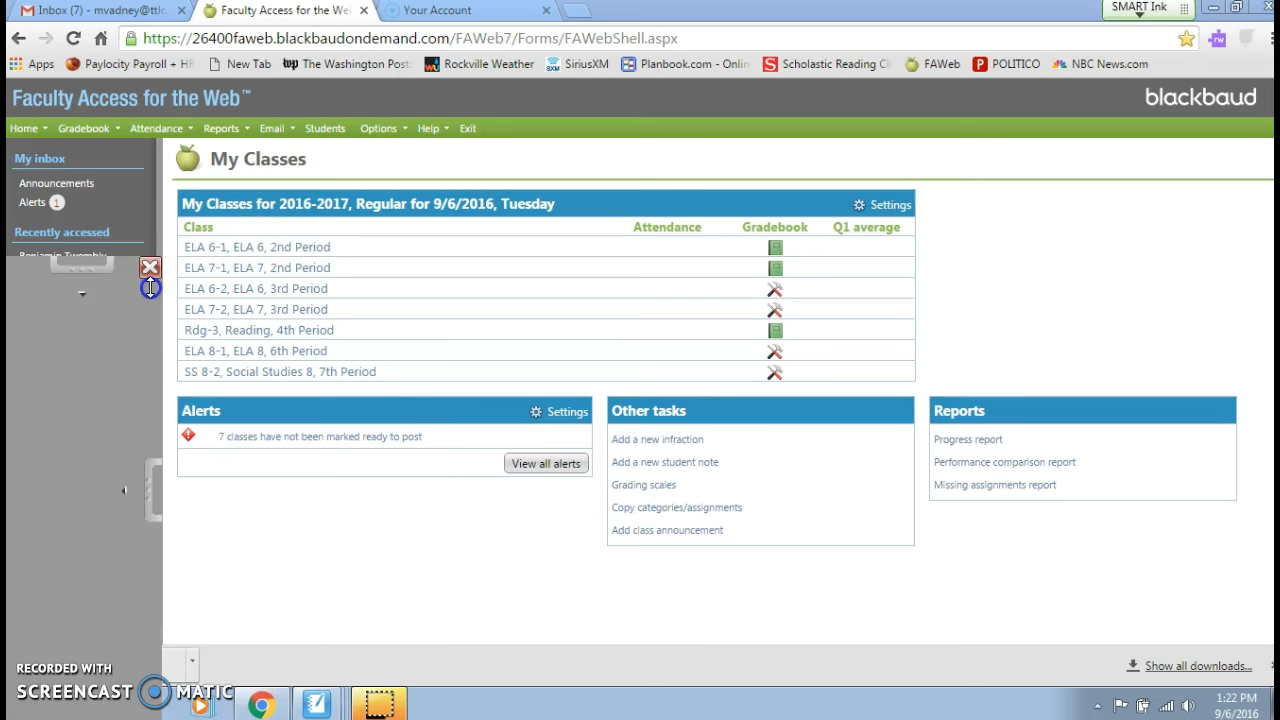 Inbox (7) - mvadney@ttlc
Faculty Access for the We
Your Account
SMART Ink
https://26400faweb.blackbaudondemand.com/FAWeb7/Forms/FAWebShell.aspx
rw
Apps
Paylocity Payroll + HR
New Tab
The Washington Post
Rockville Weather
SiriusXM
Planbook.com - Onlin
Scholastic Reading Cl
FAWeb
POLITICO
NBC News.com
Faculty Access for the Web™
blackbaud
Home Gradebook Attendance Reports Email Students Options Help Exit
My inbox
Announcements
Alerts 1
Recently accessed
Benjamin Twombly
My Classes
My Classes for 2016-2017, Regular for 9/6/2016, Tuesday
Settings
Class Attendance Gradebook Q1 average
ELA 6-1, ELA 6, 2nd Period
ELA 7-1, ELA 7, 2nd Period
ELA 6-2, ELA 6, 3rd Period
ELA 7-2, ELA 7, 3rd Period
Rdg-3, Reading, 4th Period
ELA 8-1, ELA 8, 6th Period
SS 8-2, Social Studies 8, 7th Period
Alerts
Settings
7 classes have not been marked ready to post
View all alerts
Other tasks
Add a new infraction
Add a new student note
Grading scales
Copy categories/assignments
Add class announcement
Reports
Progress report
Performance comparison report
Missing assignments report
Show all downloads...
RECORDED WITH
SCREENCAST MATIC
1:22 PM
9/6/2016